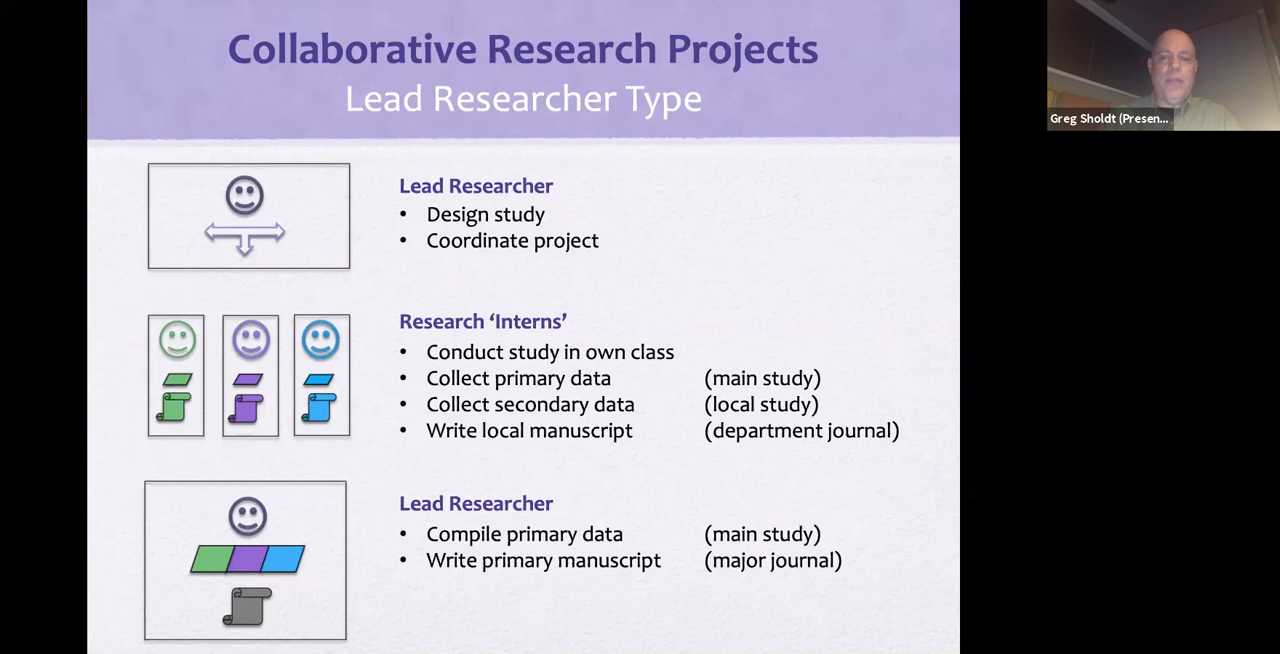 Collaborative Research Projects
Lead Researcher Type
Greg Sholdt (Presen...
Lead Researcher
• Design study
• Coordinate project
Research ‘Interns’
• Conduct study in own class
• Collect primary data (main study)
• Collect secondary data (local study)
• Write local manuscript (department journal)
Lead Researcher
• Compile primary data (main study)
• Write primary manuscript (major journal)